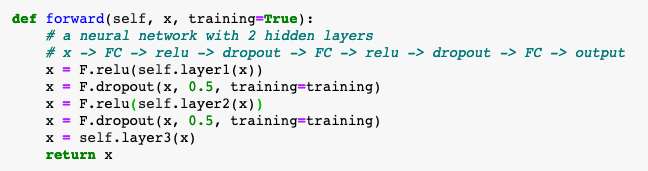 def forward(self, x, training=True):
    # a neural network with 2 hidden layers
    # x -> FC -> relu -> dropout -> FC -> relu -> dropout -> FC -> output
    x = F.relu(self.layer1(x))
    x = F.dropout(x, 0.5, training=training)
    x = F.relu(self.layer2(x))
    x = F.dropout(x, 0.5, training=training)
    x = self.layer3(x)
    return x